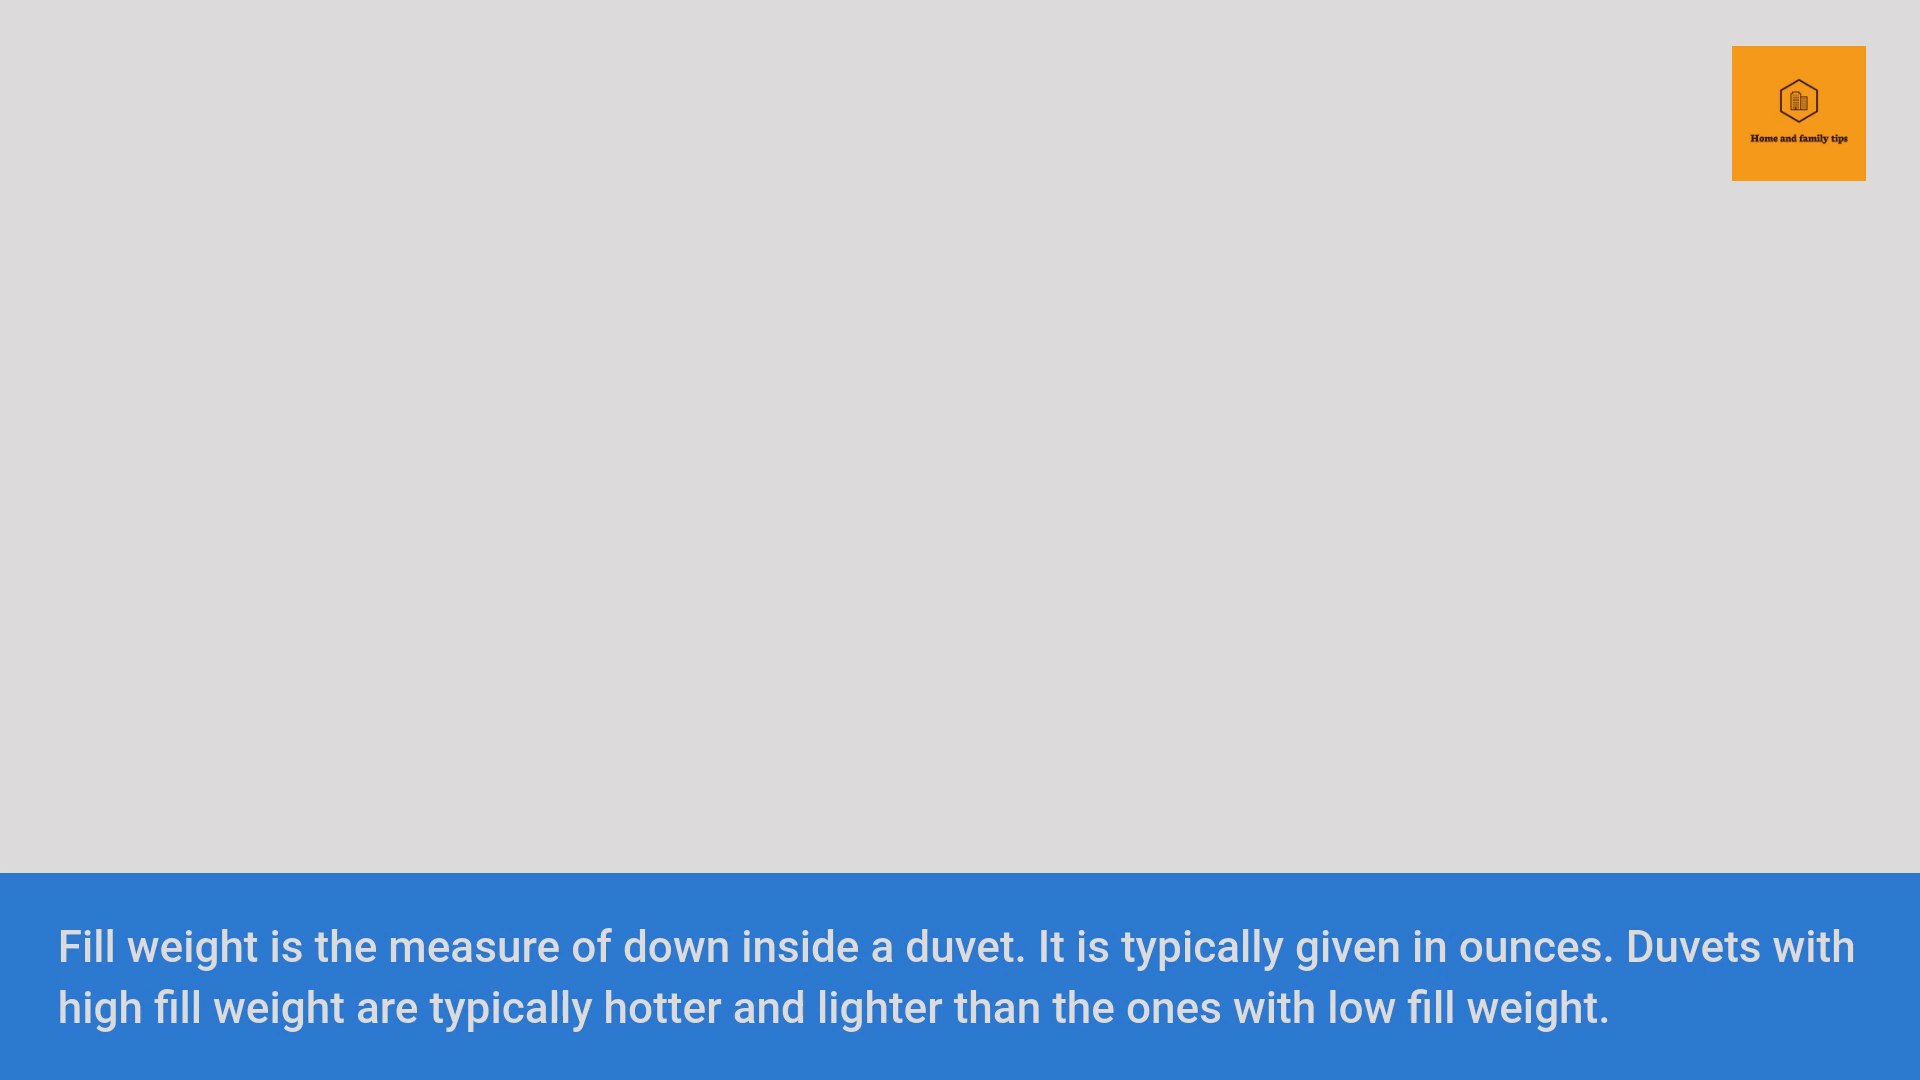 Home and family tips
Fill weight is the measure of down inside a duvet. It is typically given in ounces. Duvets with
high fill weight are typically hotter and lighter than the ones with low fill weight.